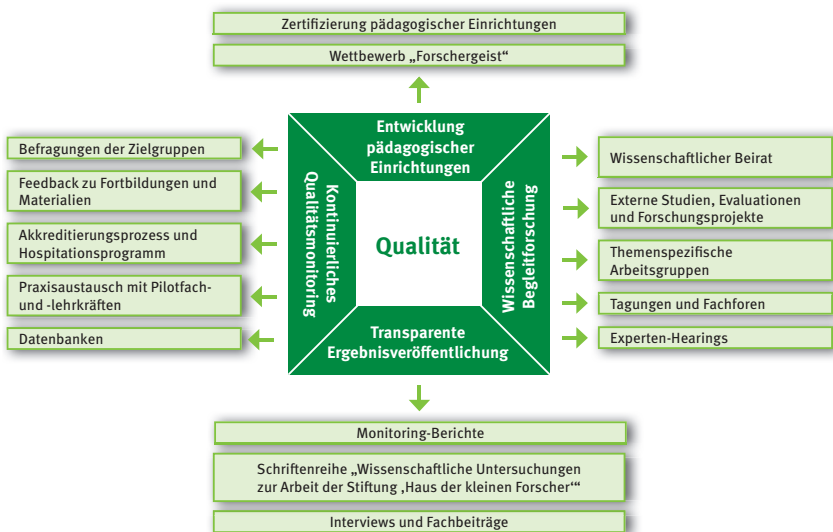 Zertifizierung pädagogischer Einrichtungen
Wettbewerb „Forschergeist“
Entwicklung
pädagogischer
Einrichtungen
Befragungen der Zielgruppen
Feedback zu Fortbildungen und
Materialien
Akkreditierungsprozess und
Hospitationsprogramm
Praxisaustausch mit Pilotfach-
und -lehrkräften
Datenbanken
Kontinuierliches
Qualitätsmonitoring
Qualität
Wissenschaftliche
Begleitforschung
Wissenschaftlicher Beirat
Externe Studien, Evaluationen
und Forschungsprojekte
Themenspezifische
Arbeitsgruppen
Tagungen und Fachforen
Experten-Hearings
Transparente
Ergebnisveröffentlichung
Monitoring-Berichte
Schriftenreihe „Wissenschaftliche Untersuchungen
zur Arbeit der Stiftung ‚Haus der kleinen Forscher‘“
Interviews und Fachbeiträge